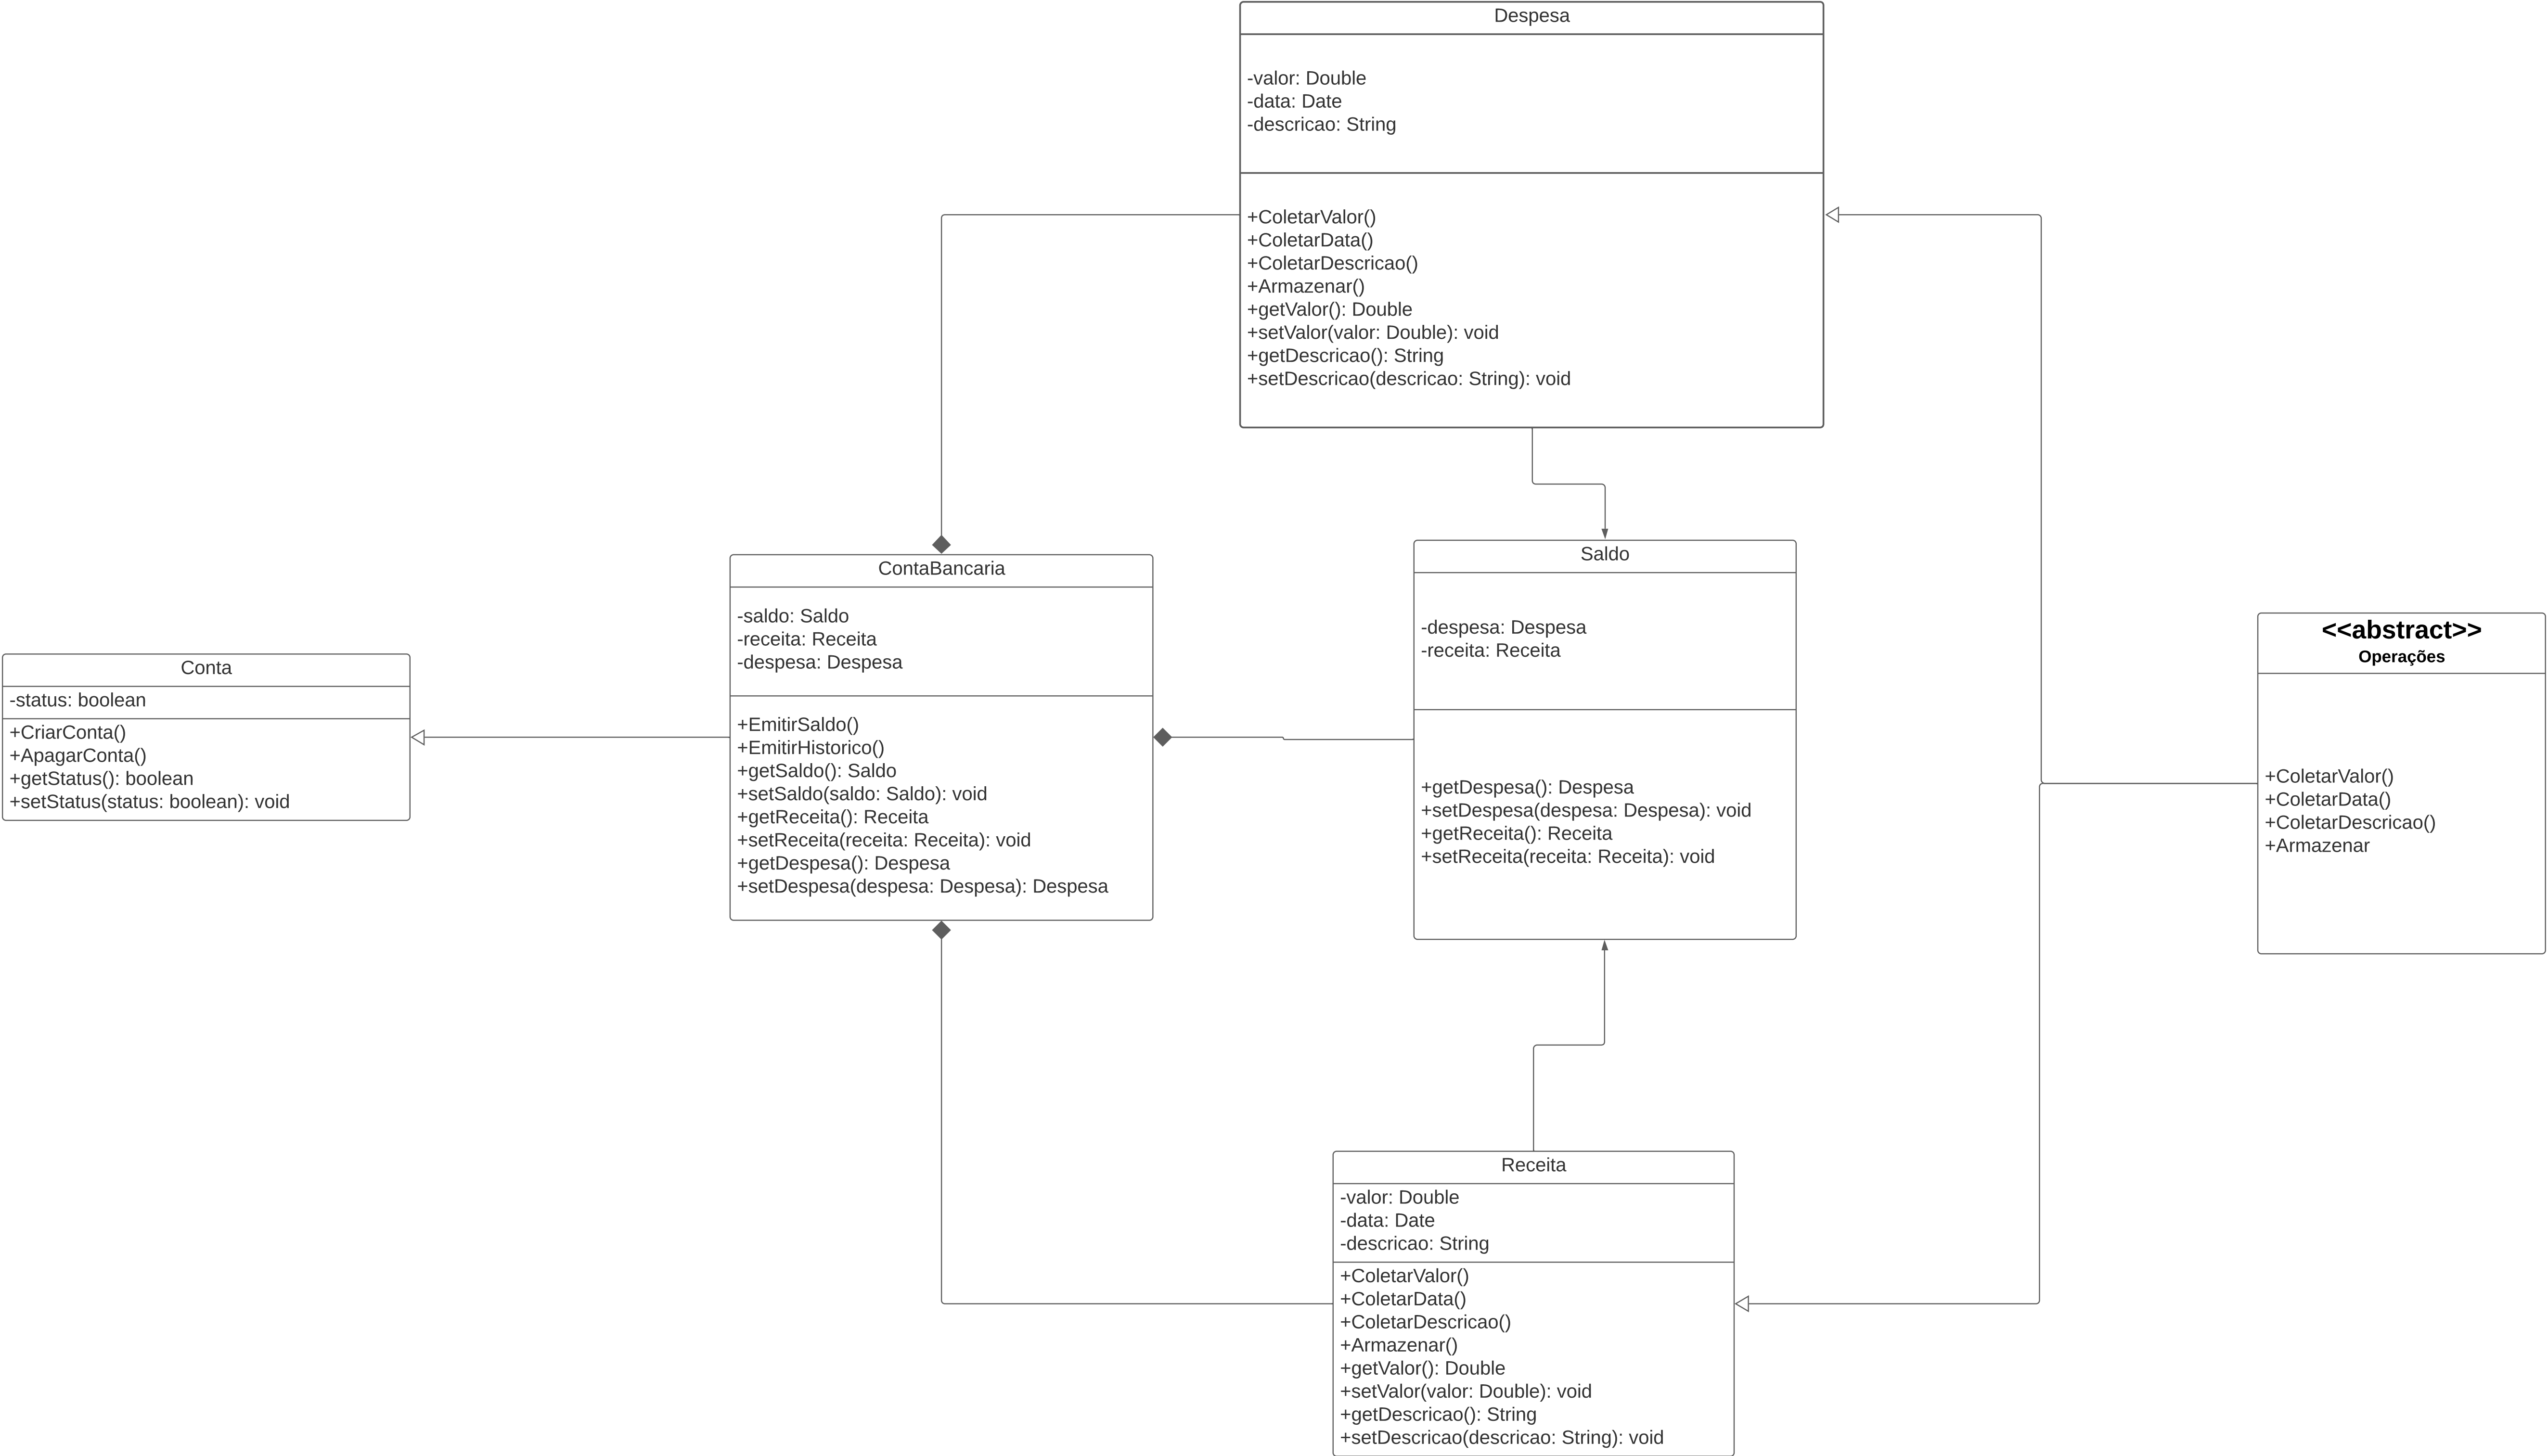 Despesa
-valor: Double
-data: Date
-descricao: String
+ColetarValor()
+ColetarData()
+ColetarDescricao()
+Armazenar()
+getValor(): Double
+setValor(valor: Double): void
+getDescricao(): String
+setDescricao(descricao: String): void
Conta
-status: boolean
+CriarConta()
+ApagarConta()
+getStatus(): boolean
+setStatus(status: boolean): void
ContaBancaria
-saldo: Saldo
-receita: Receita
-despesa: Despesa
+EmitirSaldo()
+EmitirHistorico()
+getSaldo(): Saldo
+setSaldo(saldo: Saldo): void
+getReceita(): Receita
+setReceita(receita: Receita): void
+getDespesa(): Despesa
+setDespesa(despesa: Despesa): Despesa
Saldo
-despesa: Despesa
-receita: Receita
+getDespesa(): Despesa
+setDespesa(despesa: Despesa): void
+getReceita(): Receita
+setReceita(receita: Receita): void
<<abstract>>
Operações
+ColetarValor()
+ColetarData()
+ColetarDescricao()
+Armazenar
Receita
-valor: Double
-data: Date
-descricao: String
+ColetarValor()
+ColetarData()
+ColetarDescricao()
+Armazenar()
+getValor(): Double
+setValor(valor: Double): void
+getDescricao(): String
+setDescricao(descricao: String): void